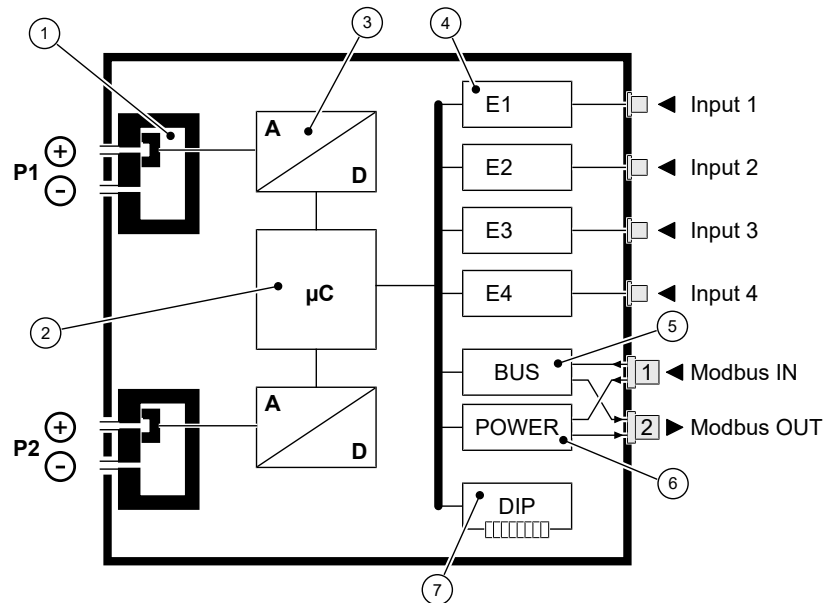 1
3
4
A
E1
Input 1
+
P1
-
D
E2
Input 2
E3
Input 3
µC
E4
Input 4
2
5
BUS
1
Modbus IN
A
+
P2
-
D
POWER
2
Modbus OUT
6
DIP
7